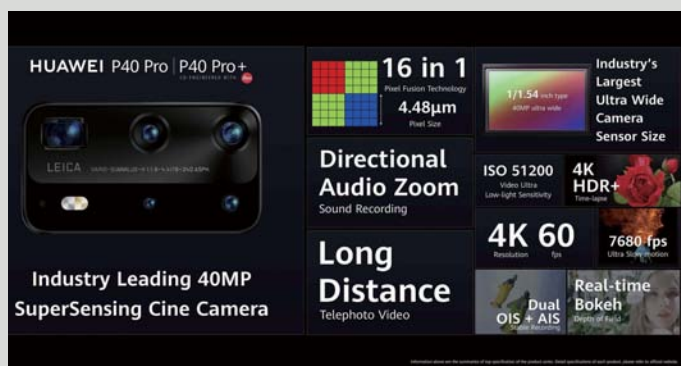 HUAWEI P40 Pro | P40 Pro+
CO-ENGINEERED WITH
LEICA
Industry Leading 40MP
SuperSensing Cine Camera
16 in 1
Pixel Fusion Technology
4.48µm
Pixel Size
Directional
Audio Zoom
Sound Recording
Long
Distance
Telephoto Video
1/1.54 inch type
40MP ultra wide
Industry's
Largest
Ultra Wide
Camera
Sensor Size
ISO 51200
Video Ultra
Low-light Sensitivity
4K
HDR+
Time-lapse
4K 60
Resolution fps
7680 fps
Ultra Slow motion
Dual
OIS + AIS
Stable Recording
Real-time
Bokeh
Depth of Field